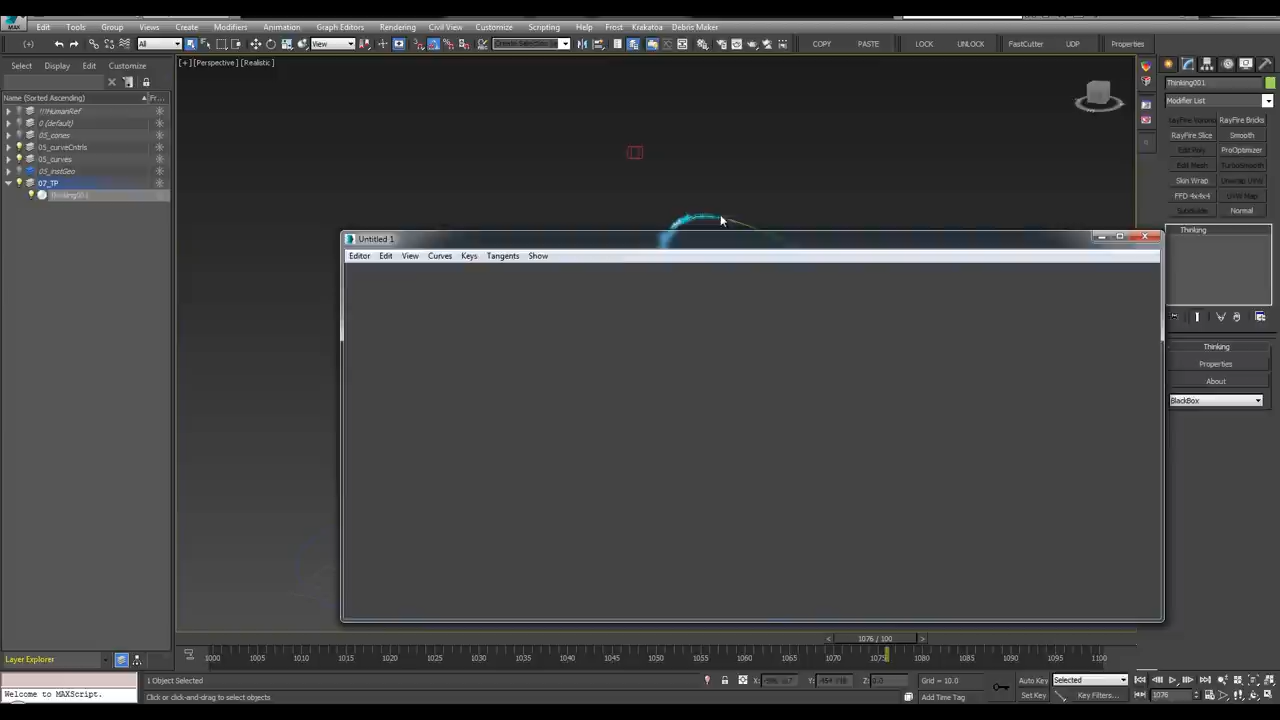 MAX Edit Tools Group Views Create Modifiers Animation Graph Editors Rendering Civil View Customize Scripting Help Frost Krakatoa Debris Maker
All View COPY PASTE LOCK UNLOCK FastCutter UDP Properties
Select Display Edit Customize
[+] [Perspective] [Realistic]
Thinking001
Name (Sorted Ascending) Fr...
Modifier List
!!!HumanRef
0 (default)
05_cones
05_curveCntrls
05_curves
05_instGeo
07_TP
RayFire Bricks
RayFire Slice Smooth
Edit Poly ProOptimizer
Edit Mesh TurboSmooth
Skin Wrap Unwrap UVW
FFD 4x4x4 UVW Map
Subdivide Normal
Thinking
Untitled 1
Editor Edit View Curves Keys Tangents Show
Thinking
Properties
About
BlackBox
1076 / 100
Layer Explorer
1000 1005 1010 1015 1020 1025 1030 1035 1040 1045 1050 1055 1060 1065 1070 1075 1080 1085 1090 1095 1100
1 Object Selected X: Y: Z: 0.0 Grid = 10.0 Auto Key Selected
Welcome to MAXScript. Click or click-and-drag to select objects Add Time Tag Set Key Key Filters... 1076